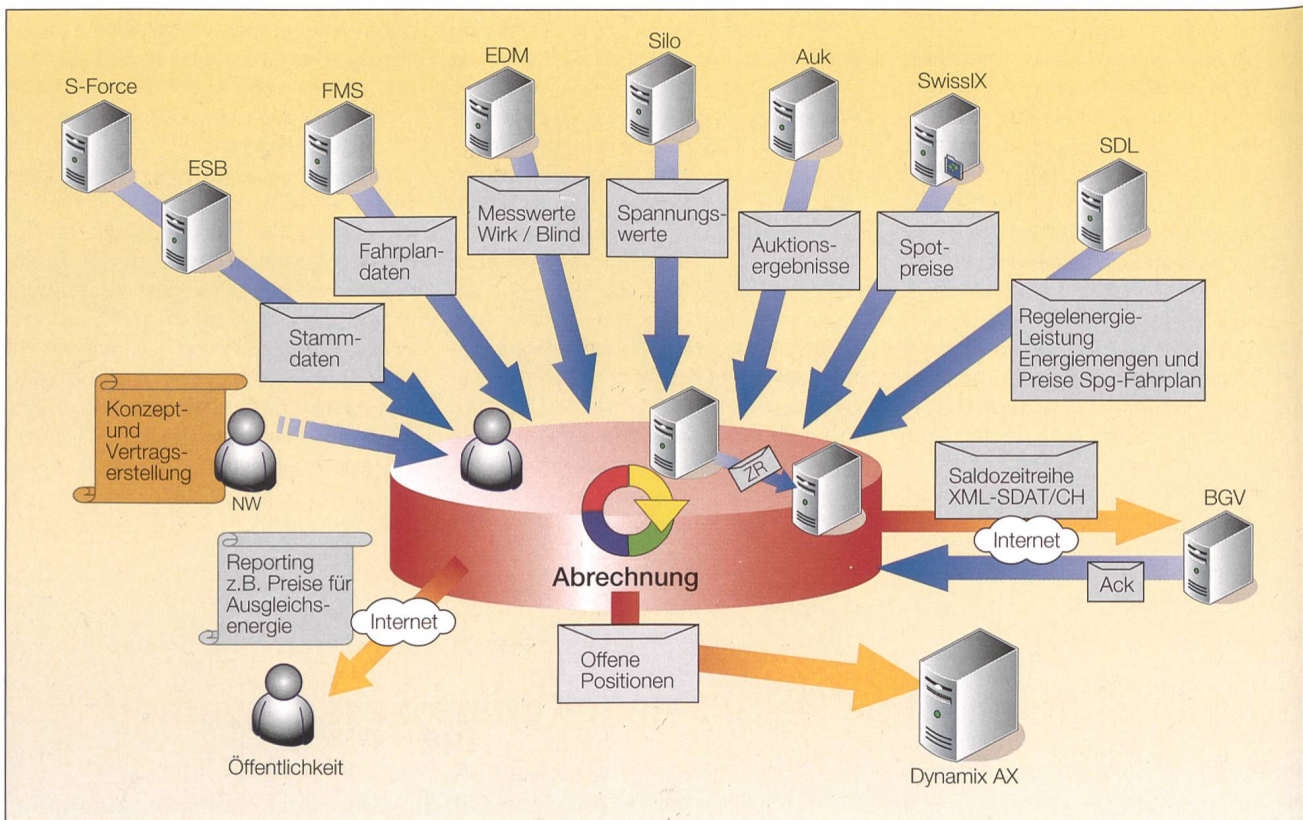 S-Force
ESB
FMS
EDM
Silo
Auk
SwissIX
SDL
Stamm-
daten
Fahrplan-
daten
Messwerte
Wirk / Blind
Spannungs-
werte
Auktions-
ergebnisse
Spot-
preise
Regelenergie-
Leistung
Energiemengen und
Preise Spg-Fahrplan
Konzept-
und
Vertrags-
erstellung
NW
ZR
Saldozeitreihe
XML-SDAT/CH
Internet
BGV
Ack
Abrechnung
Reporting
z.B. Preise für
Ausgleichs-
energie
Internet
Öffentlichkeit
Offene
Positionen
Dynamix AX